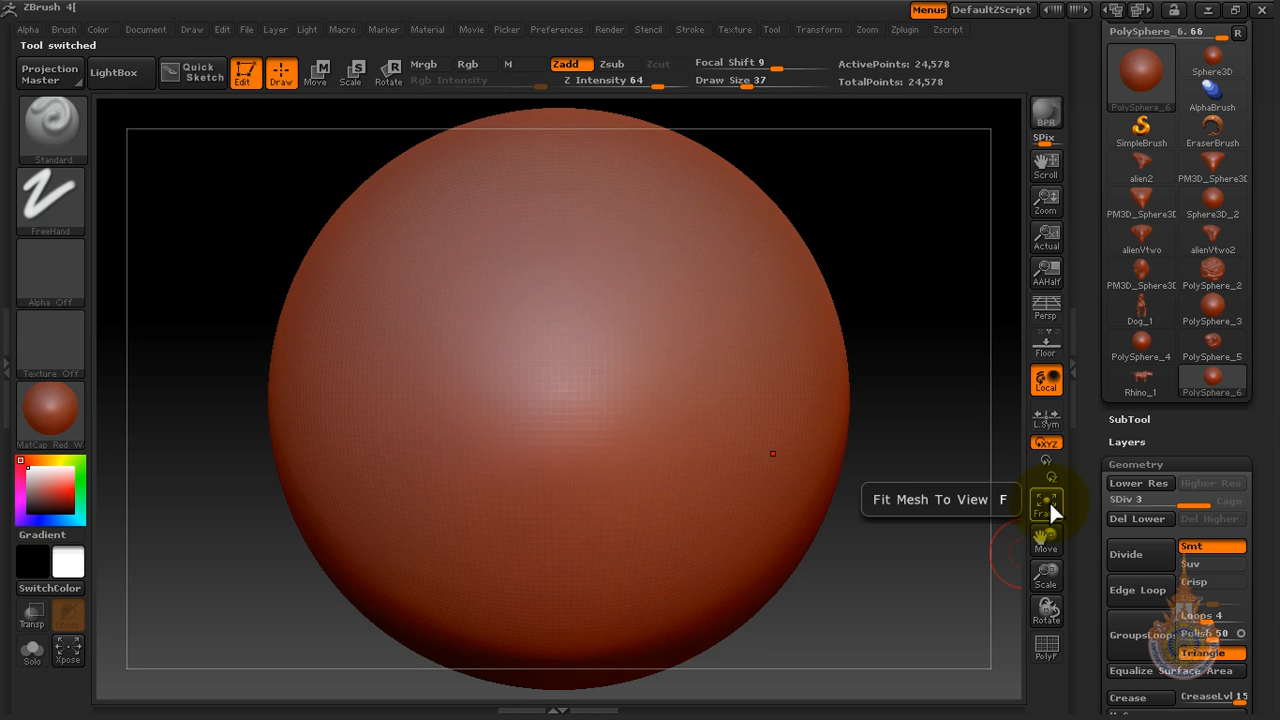 ZBrush 4[
Menus
DefaultZScript
Alpha Brush Color Document Draw Edit File Layer Light Macro Marker Material Movie Picker Preferences Render Stencil Stroke Texture Tool Transform Zoom Zplugin Zscript
Tool switched
Projection
Master
LightBox
Quick
Sketch
Edit
Draw
Move
Scale
Rotate
Mrgb
Rgb
M
Zadd
Zsub
Zcut
Rgb Intensity
Z Intensity 64
Focal Shift 9
Draw Size 37
ActivePoints: 24,578
TotalPoints: 24,578
Standard
FreeHand
Alpha Off
Texture Off
MatCap Red W
Gradient
SwitchColor
Transp
Solo
Xpose
BPR
SPix
Scroll
Zoom
Actual
AAHalf
Persp
Floor
Local
L.Sym
XYZ
Fit Mesh To View F
Move
Scale
Rotate
PolyF
PolySphere_6. 66
R
PolySphere_6
Sphere3D
AlphaBrush
SimpleBrush
EraserBrush
alien2
PM3D_Sphere3D
PM3D_Sphere3D
Sphere3D_2
alienVtwo
alienVtwo2
PM3D_Sphere3D
PolySphere_2
Dog_1
PolySphere_3
PolySphere_4
PolySphere_5
Rhino_1
PolySphere_6
SubTool
Layers
Geometry
Lower Res
Higher Res
SDiv 3
Cage
Del Lower
Del Higher
Divide
Smt
Suv
Edge Loop
Crisp
Loops 4
GroupsLoops
Polish 50
Triangle
Equalize Surface Area
Crease
CreaseLvl 15